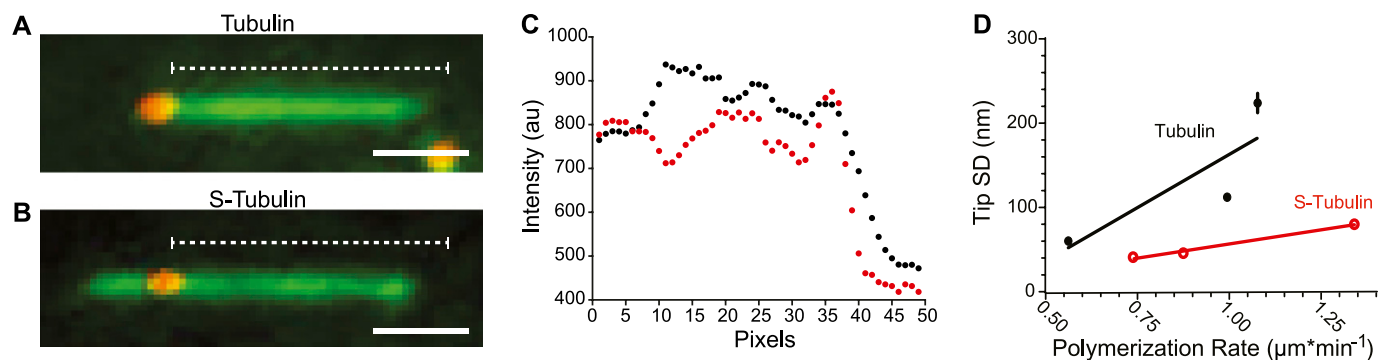 A
Tubulin
B
S-Tubulin
C
Intensity (au)
1000
900
800
700
600
500
400
0 5 10 15 20 25 30 35 40 45 50
Pixels
D
Tip SD (nm)
300
200
100
0
Tubulin
S-Tubulin
0.50 0.75 1.00 1.25
Polymerization Rate (µm*min⁻¹)